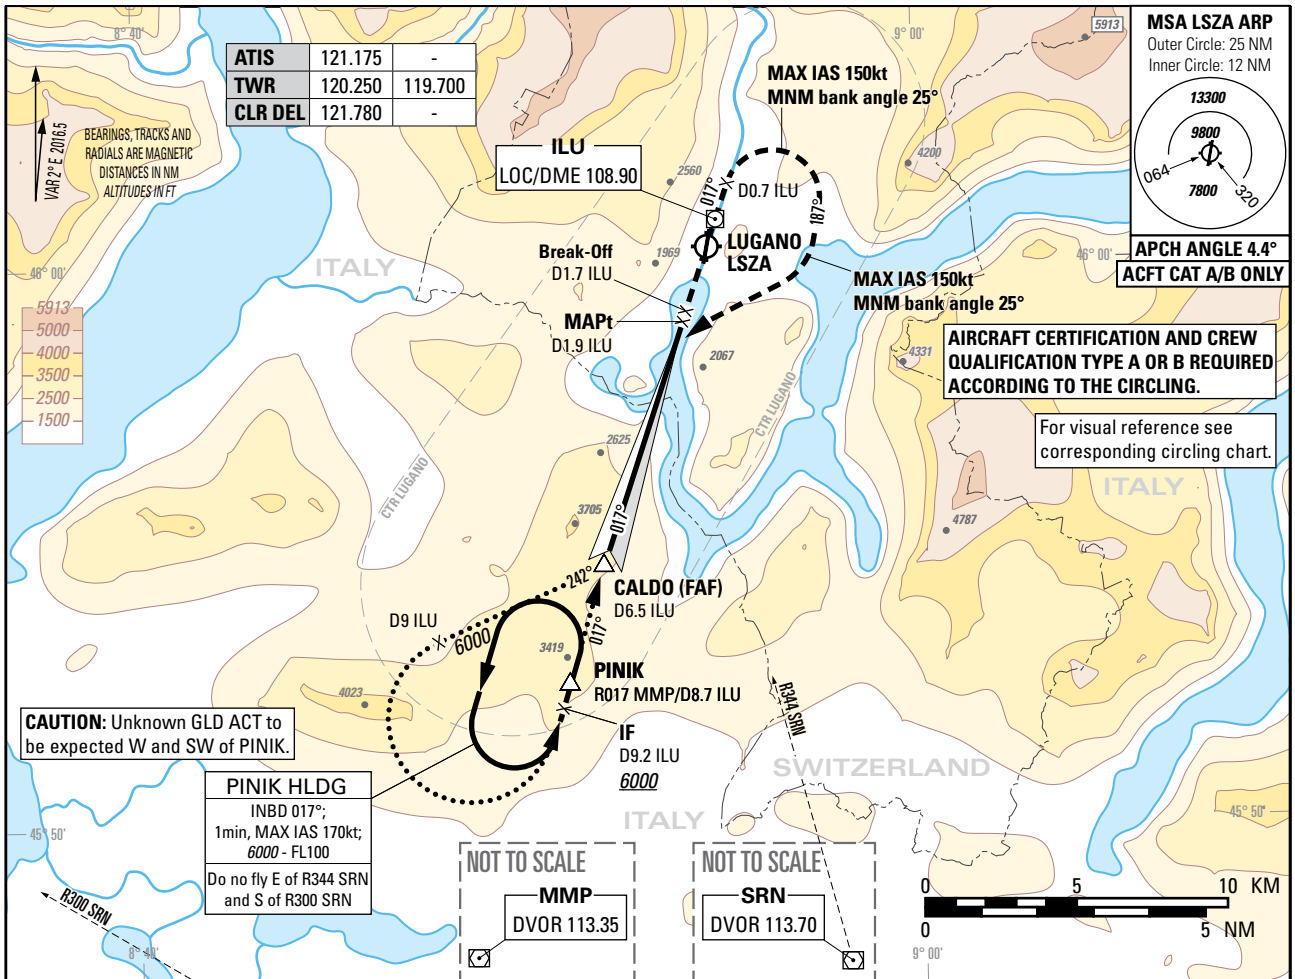 8° 40'
9° 00'
5913
MSA LSZA ARP
Outer Circle: 25 NM
Inner Circle: 12 NM
13300
9800
7800
064
320
APCH ANGLE 4.4°
ACFT CAT A/B ONLY
ATIS 121.175 -
TWR 120.250 119.700
CLR DEL 121.780 -
VAR 2° E 2016.5
BEARINGS, TRACKS AND
RADIALS ARE MAGNETIC
DISTANCES IN NM
ALTITUDES IN FT
MAX IAS 150kt
MNM bank angle 25°
ILU
LOC/DME 108.90
2560
4200
017°
D0.7 ILU
187°
LUGANO
LSZA
Break-Off
D1.7 ILU
1969
46° 00'
46° 00'
ITALY
MAX IAS 150kt
MNM bank angle 25°
MAPt
D1.9 ILU
5913
5000
4000
3500
2500
1500
2067
4331
AIRCRAFT CERTIFICATION AND CREW
QUALIFICATION TYPE A OR B REQUIRED
ACCORDING TO THE CIRCLING.
CTR LUGANO
For visual reference see
corresponding circling chart.
2625
CTR LUGANO
ITALY
3705
017°
4787
242°
CALDO (FAF)
D6.5 ILU
D9 ILU
6000
017°
3419
PINIK
R017 MMP/D8.7 ILU
4023
R344 SRN
CAUTION: Unknown GLD ACT to
be expected W and SW of PINIK.
IF
D9.2 ILU
6000
SWITZERLAND
PINIK HLDG
INBD 017°;
1min, MAX IAS 170kt;
6000 - FL100
Do no fly E of R344 SRN
and S of R300 SRN
ITALY
45° 50'
45° 50'
NOT TO SCALE
MMP
DVOR 113.35
NOT TO SCALE
SRN
DVOR 113.70
R300 SRN
0 5 10 KM
0 5 NM
8° 40'
9° 00'